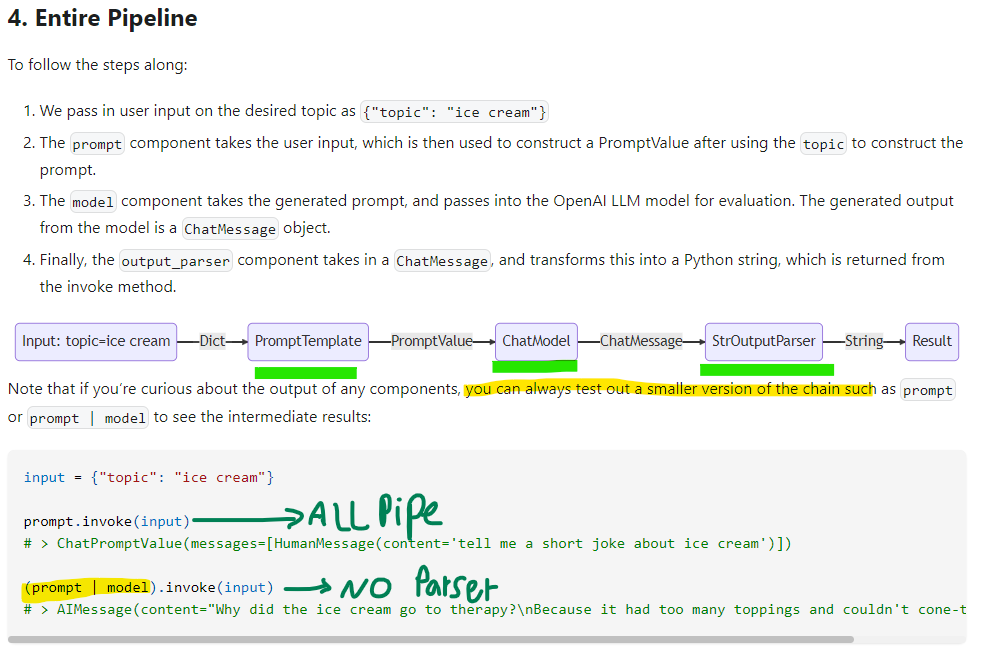 4. Entire Pipeline
To follow the steps along:
1. We pass in user input on the desired topic as {"topic": "ice cream"}
2. The prompt component takes the user input, which is then used to construct a PromptValue after using the topic to construct the
prompt.
3. The model component takes the generated prompt, and passes into the OpenAI LLM model for evaluation. The generated output
from the model is a ChatMessage object.
4. Finally, the output_parser component takes in a ChatMessage, and transforms this into a Python string, which is returned from
the invoke method.
Input: topic=ice cream Dict PromptTemplate PromptValue ChatModel ChatMessage StrOutputParser String Result
Note that if you're curious about the output of any components, you can always test out a smaller version of the chain such as prompt
or prompt | model to see the intermediate results:
input = {"topic": "ice cream"}
prompt.invoke(input) ALL PiPe
# > ChatPromptValue(messages=[HumanMessage(content='tell me a short joke about ice cream')])
(prompt | model).invoke(input) NO Parser
# > AIMessage(content="Why did the ice cream go to therapy?\nBecause it had too many toppings and couldn't cone-t